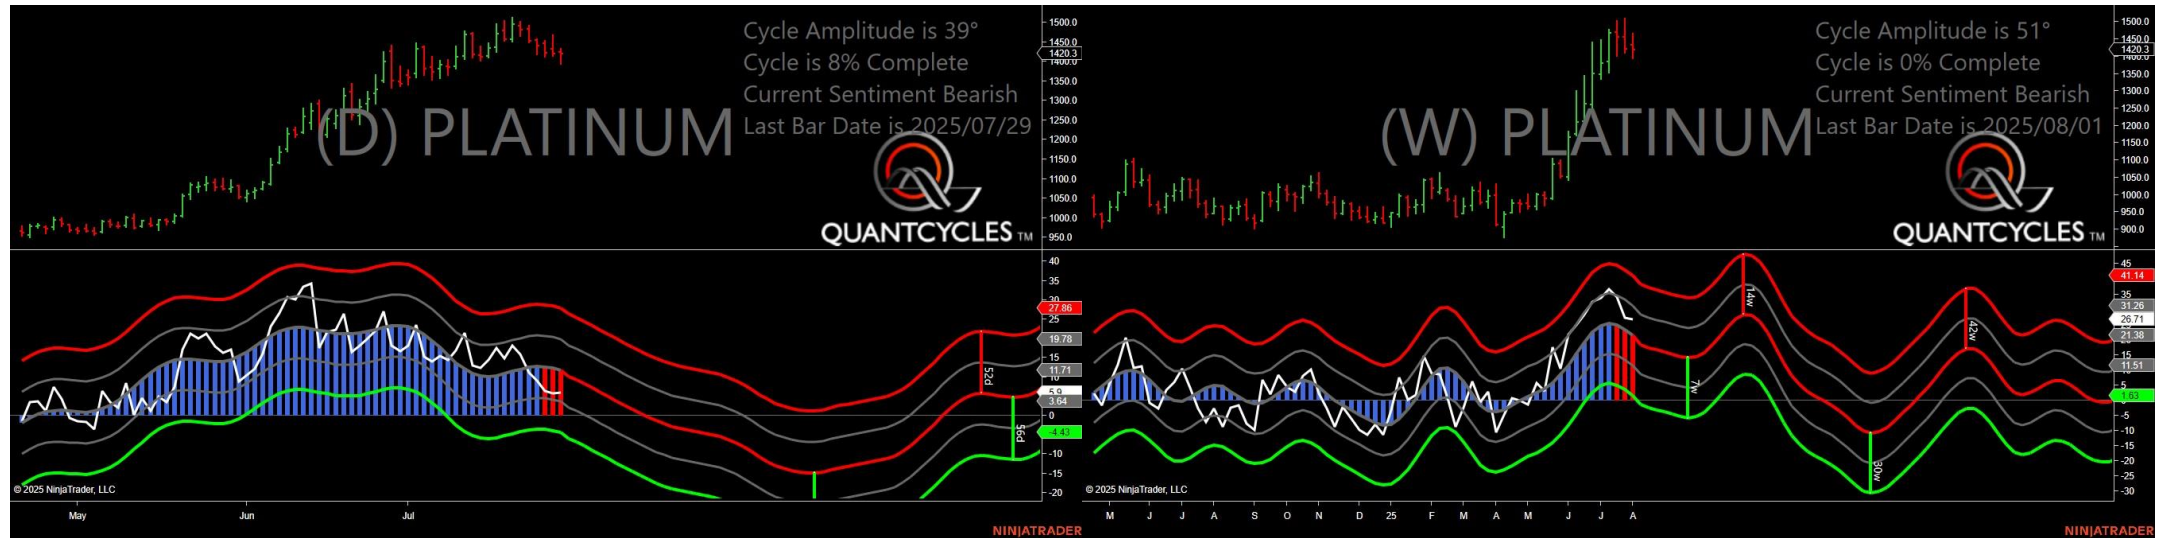 Cycle Amplitude is 39°
Cycle is 8% Complete
Current Sentiment Bearish
Last Bar Date is 2025/07/29
(D) PLATINUM
QUANTCYCLES TM
1500.0
1450.0
1420.3
1400.0
1350.0
1300.0
1250.0
1200.0
1150.0
1100.0
1050.0
1000.0
950.0
40
35
30
27.86
25
19.78
15
11.71
10
5.9
3.64
0
-4.43
-10
-15
-20
52d
56d
© 2025 NinjaTrader, LLC
May Jun Jul
NINJATRADER
Cycle Amplitude is 51°
Cycle is 0% Complete
Current Sentiment Bearish
Last Bar Date is 2025/08/01
(W) PLATINUM
QUANTCYCLES TM
1500.0
1450.0
1420.3
1400.0
1350.0
1300.0
1250.0
1200.0
1150.0
1100.0
1050.0
1000.0
950.0
900.0
45
41.14
35
31.26
26.71
21.38
15
11.51
5
1.63
-5
-10
-15
-20
-25
-30
14w
7w
42w
30w
© 2025 NinjaTrader, LLC
M J J A S O N D 25 F M A M J J A
NINJATRADER